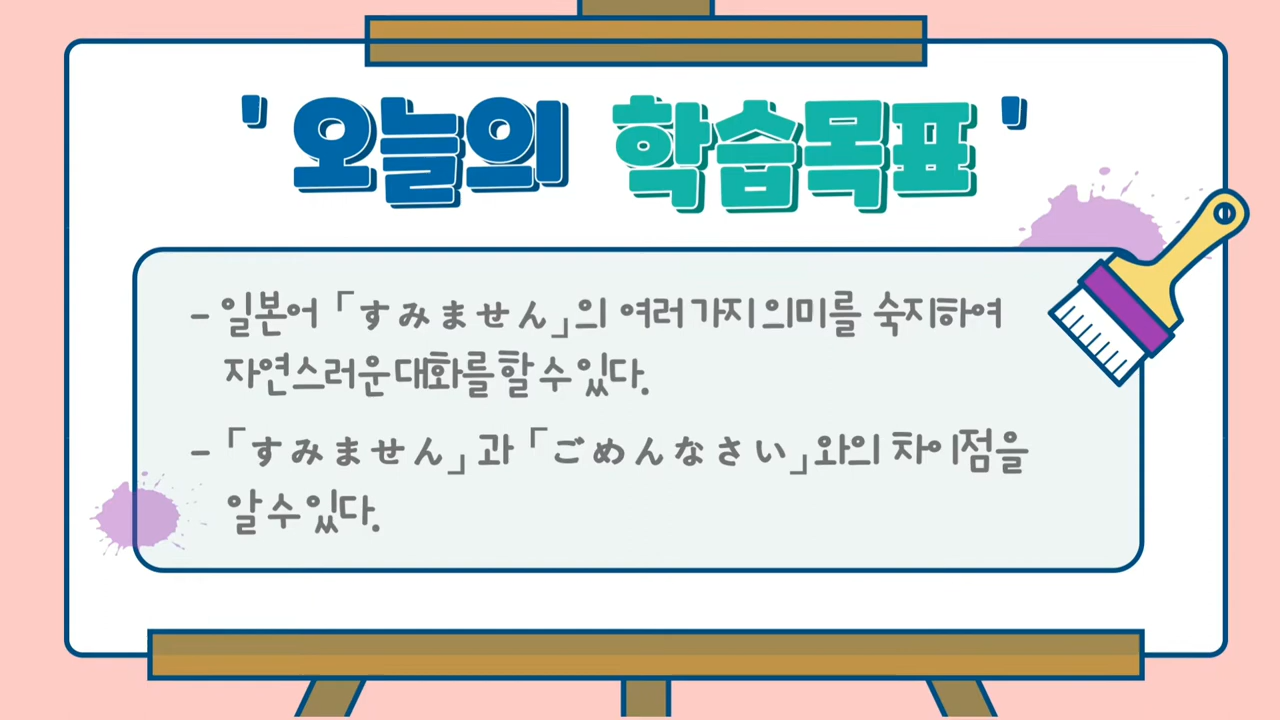 ' 오늘의 학습목표 '
- 일본어 「すみません」의 여러가지 의미를 숙지하여
자연스러운 대화를 할 수 있다.
- 「すみません」과 「ごめんなさい」와의 차이점을
알 수 있다.